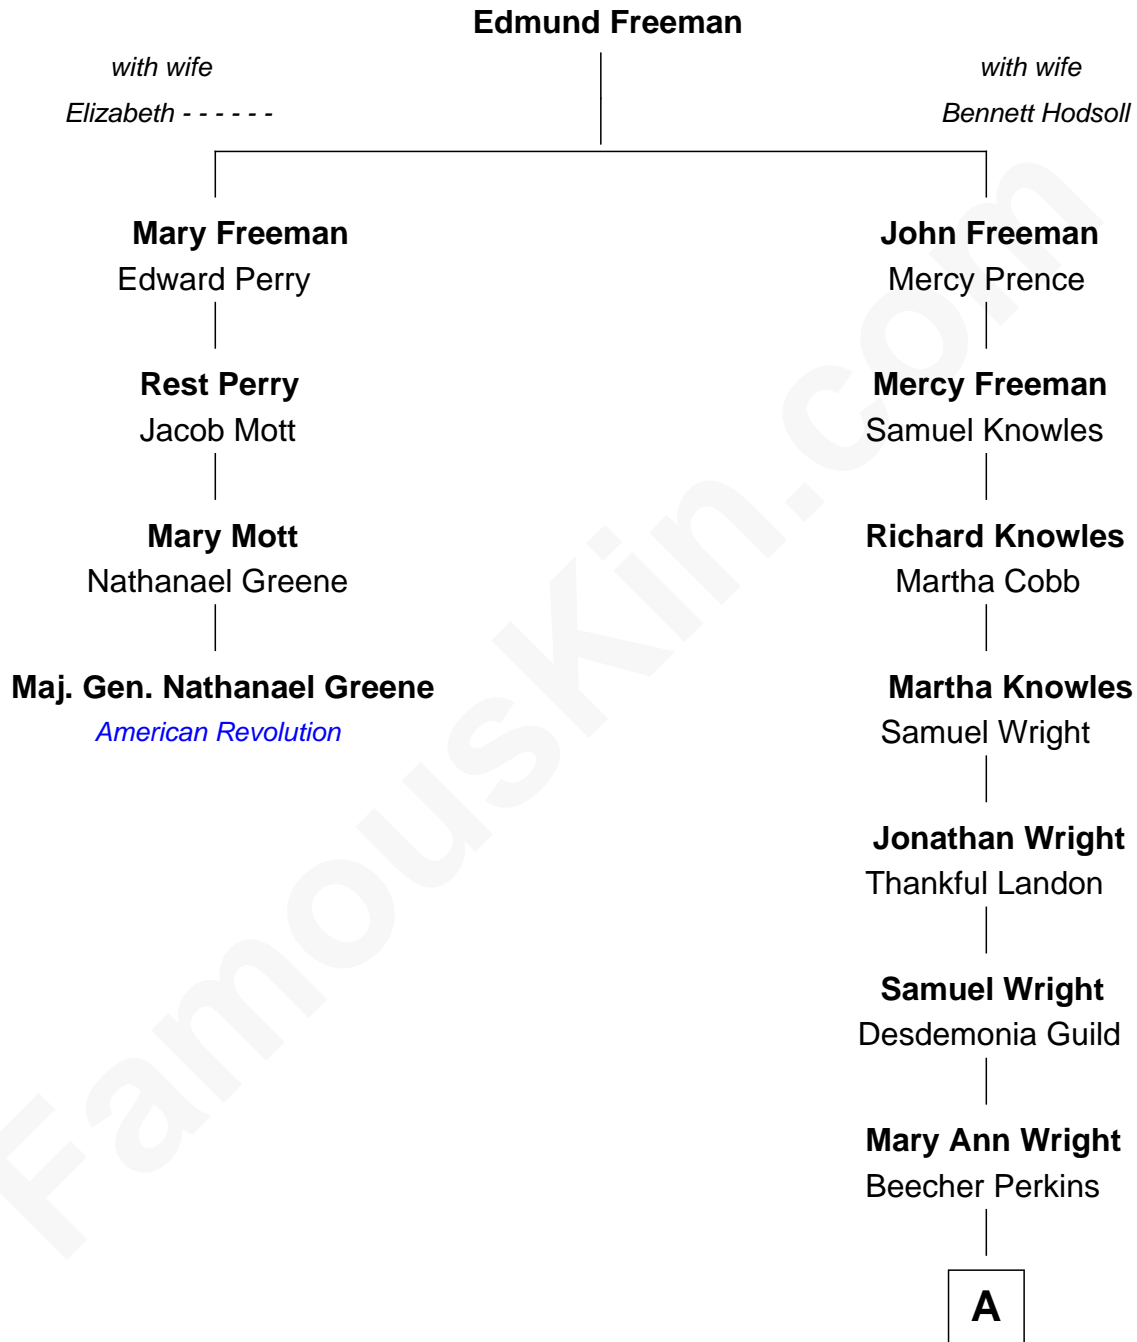 Edmund Freeman
with wife
Elizabeth - - - - - -
with wife
Bennett Hodsoll
Mary Freeman
Edward Perry
Rest Perry
Jacob Mott
Mary Mott
Nathanael Greene
Maj. Gen. Nathanael Greene
American Revolution
John Freeman
Mercy Prence
Mercy Freeman
Samuel Knowles
Richard Knowles
Martha Cobb
Martha Knowles
Samuel Wright
Jonathan Wright
Thankful Landon
Samuel Wright
Desdemonia Guild
Mary Ann Wright
Beecher Perkins
A
FamousKin.com